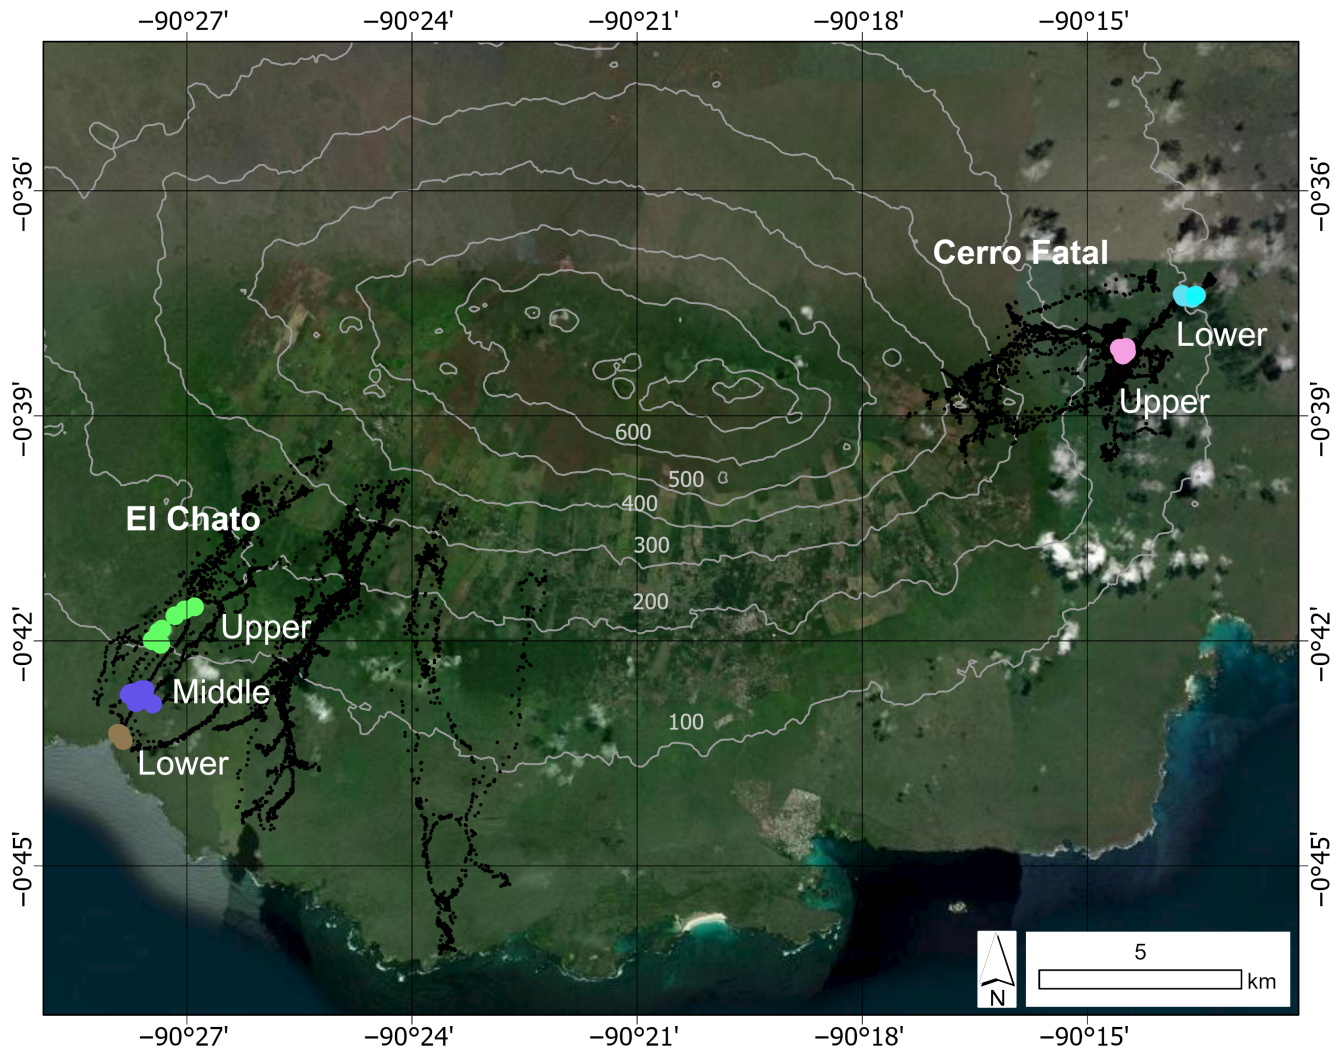 −90°27' −90°24' −90°21' −90°18' −90°15'
−0°36' −0°36'
Cerro Fatal
Lower
Upper
−0°39' −0°39'
600
500
400
El Chato
300
200
Upper
−0°42' −0°42'
Middle
100
Lower
−0°45' −0°45'
5
km
N
−90°27' −90°24' −90°21' −90°18' −90°15'